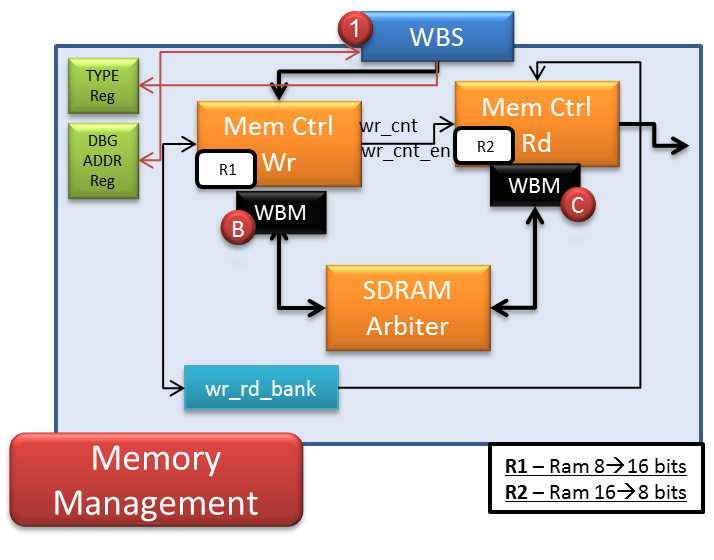 1
WBS
TYPE
Reg
DBG
ADDR
Reg
Mem Ctrl
Wr
R1
WBM
B
wr_cnt
wr_cnt_en
Mem Ctrl
Rd
R2
WBM
C
SDRAM
Arbiter
wr_rd_bank
Memory
Management
R1 – Ram 8→16 bits
R2 – Ram 16→8 bits